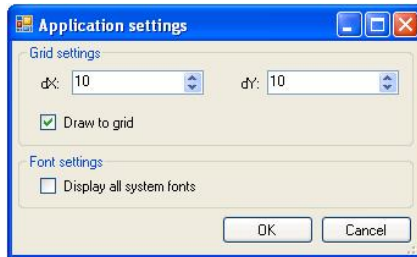 Application settings
Grid settings
dX: 10 dY: 10
Draw to grid
Font settings
Display all system fonts
OK Cancel